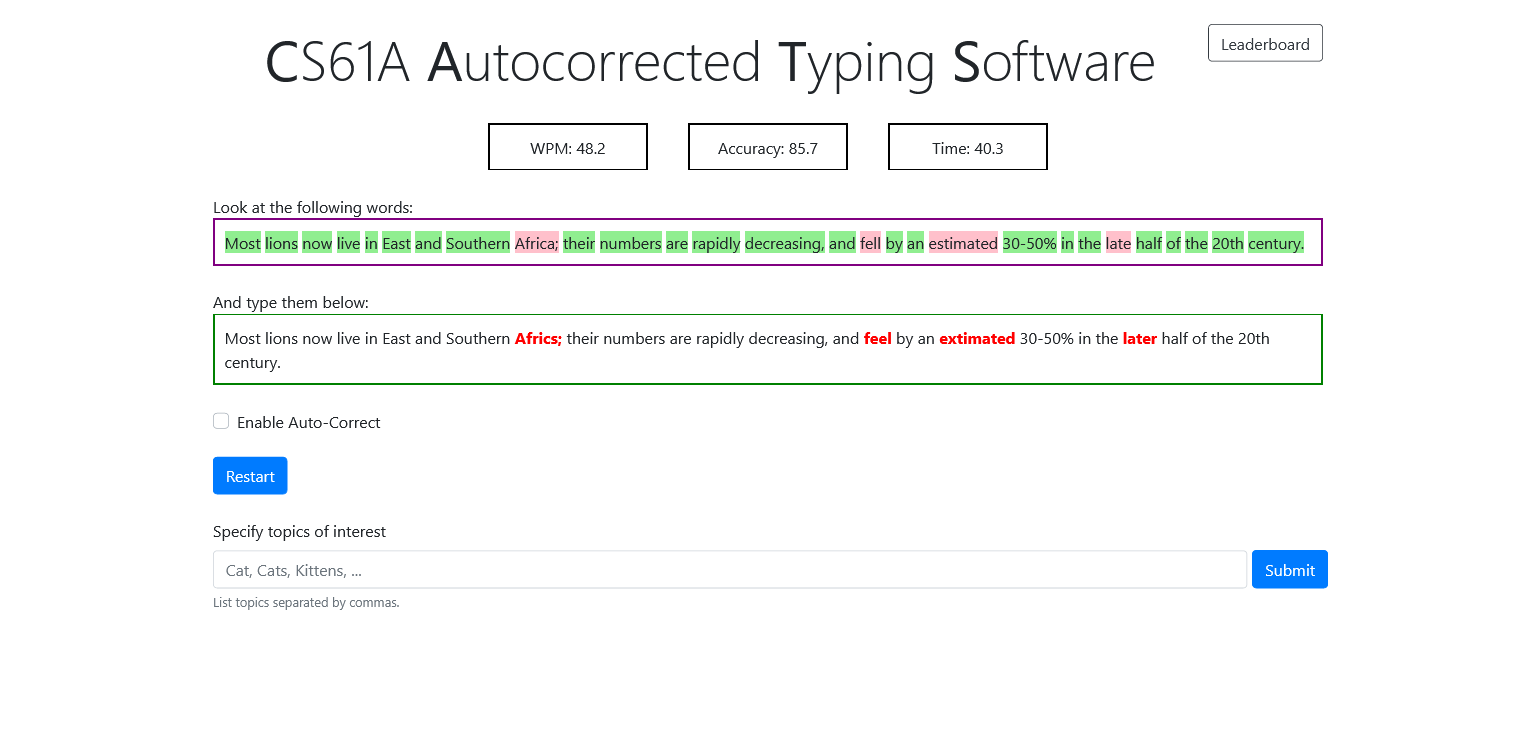 CS61A Autocorrected Typing Software
Leaderboard
WPM: 48.2
Accuracy: 85.7
Time: 40.3
Look at the following words:
Most lions now live in East and Southern Africa; their numbers are rapidly decreasing, and fell by an estimated 30-50% in the late half of the 20th century.
And type them below:
Most lions now live in East and Southern Africs; their numbers are rapidly decreasing, and feel by an extimated 30-50% in the later half of the 20th
century.
Enable Auto-Correct
Restart
Specify topics of interest
Cat, Cats, Kittens, ...
Submit
List topics separated by commas.